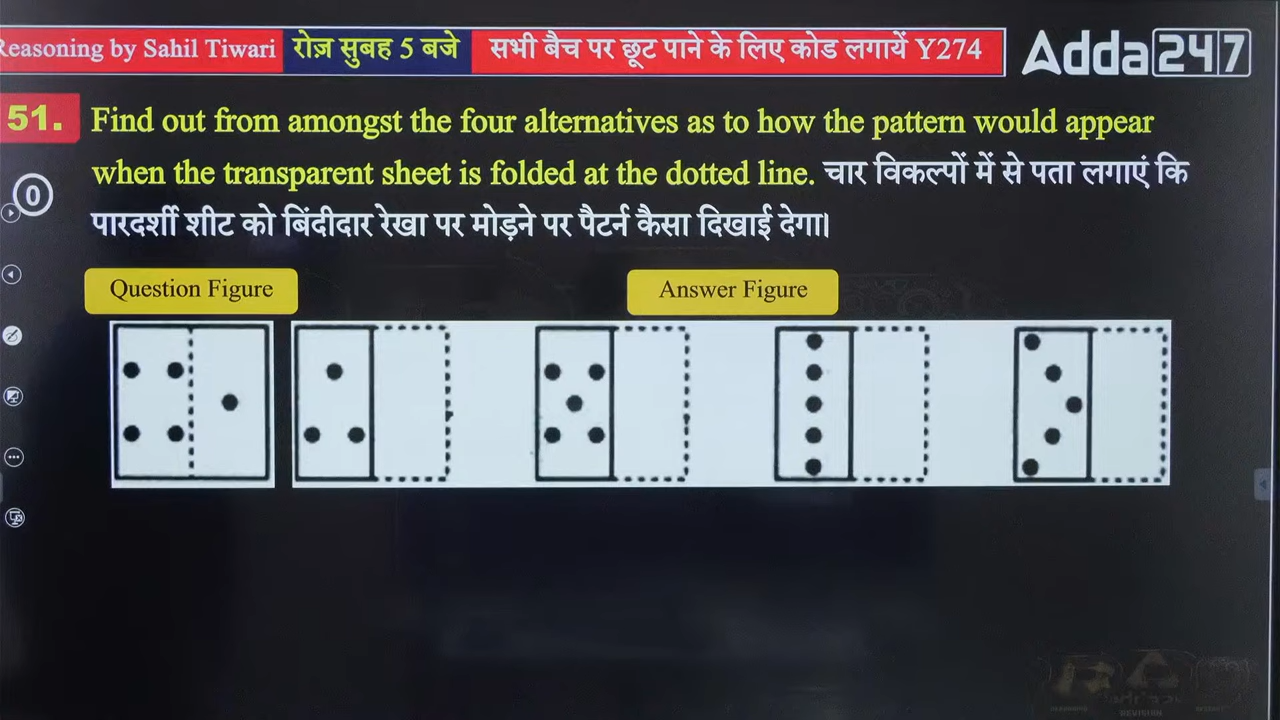 Reasoning by Sahil Tiwari रोज़ सुबह 5 बजे सभी बैच पर छूट पाने के लिए कोड लगायें Y274 Adda247
51. Find out from amongst the four alternatives as to how the pattern would appear
when the transparent sheet is folded at the dotted line. चार विकल्पों में से पता लगाएं कि
0
पारदर्शी शीट को बिंदीदार रेखा पर मोड़ने पर पैटर्न कैसा दिखाई देगा।
Question Figure Answer Figure